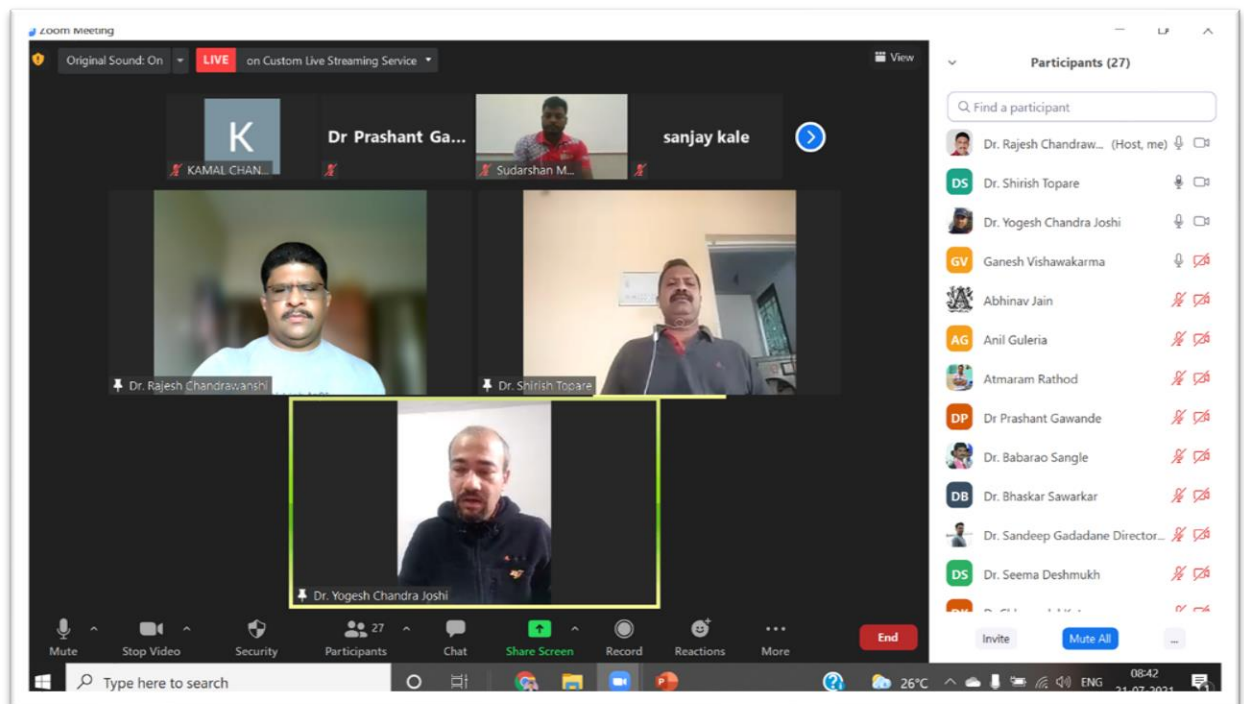 Zoom Meeting
Original Sound: On
LIVE on Custom Live Streaming Service
View
K
KAMAL CHAN...
Dr Prashant Ga...
Sudarshan M...
sanjay kale
Dr. Rajesh Chandrawanshi
Dr. Shirish Topare
Dr. Yogesh Chandra Joshi
Mute
Stop Video
Security
27
Participants
Chat
Share Screen
Record
Reactions
More
End
Participants (27)
Find a participant
Dr. Rajesh Chandraw... (Host, me)
DS Dr. Shirish Topare
Dr. Yogesh Chandra Joshi
GV Ganesh Vishawakarma
Abhinav Jain
AG Anil Guleria
Atmaram Rathod
DP Dr Prashant Gawande
Dr. Babarao Sangle
DB Dr. Bhaskar Sawarkar
Dr. Sandeep Gadadane Director...
DS Dr. Seema Deshmukh
Invite
Mute All
...
Type here to search
26°C
ENG
08:42
21-07-2021
1